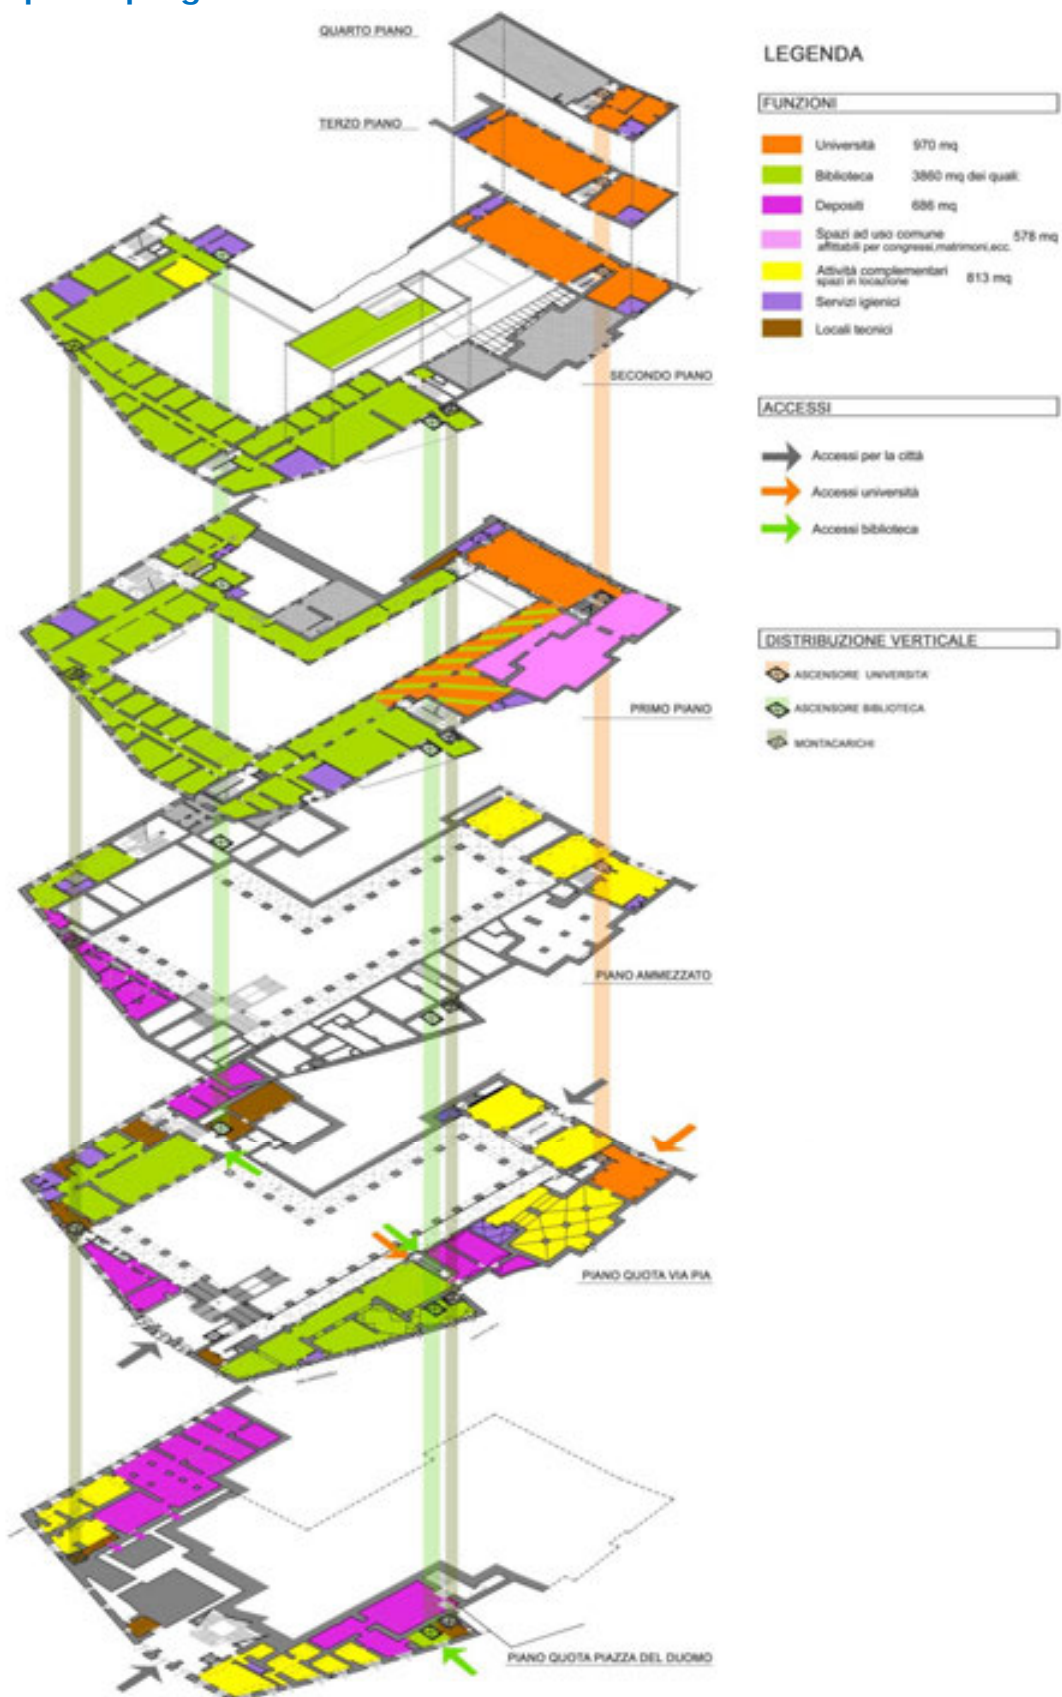 QUARTO PIANO
TERZO PIANO
SECONDO PIANO
PRIMO PIANO
PIANO AMMEZZATO
PIANO QUOTA VIA PIA
PIANO QUOTA PIAZZA DEL DUOMO
LEGENDA
FUNZIONI
Università 970 mq
Biblioteca 3860 mq dei quali:
Depositi 686 mq
Spazi ad uso comune 578 mq
affittabili per congressi,matrimoni,ecc.
Attività complementari 813 mq
spazi in locazione
Servizi igienici
Locali tecnici
ACCESSI
Accessi per la città
Accessi università
Accessi biblioteca
DISTRIBUZIONE VERTICALE
ASCENSORE UNIVERSITA'
ASCENSORE BIBLIOTECA
MONTACARICHI